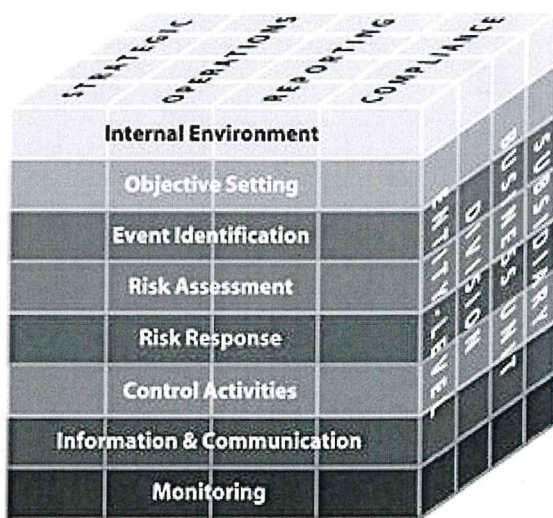 STRATEGIC
OPERATIONS
REPORTING
COMPLIANCE
Internal Environment
Objective Setting
Event Identification
Risk Assessment
Risk Response
Control Activities
Information & Communication
Monitoring
ENTITY-LEVEL
DIVISION
BUSINESS UNIT
SUBSIDIARY